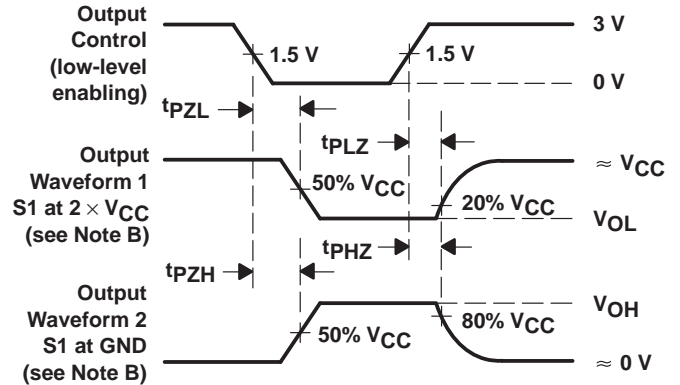 Output
Control
(low-level
enabling)
1.5 V
1.5 V
3 V
0 V
tPZL
tPLZ
Output
Waveform 1
S1 at 2 × VCC
(see Note B)
50% VCC
20% VCC
≈ VCC
VOL
tPZH
tPHZ
Output
Waveform 2
S1 at GND
(see Note B)
50% VCC
80% VCC
VOH
≈ 0 V